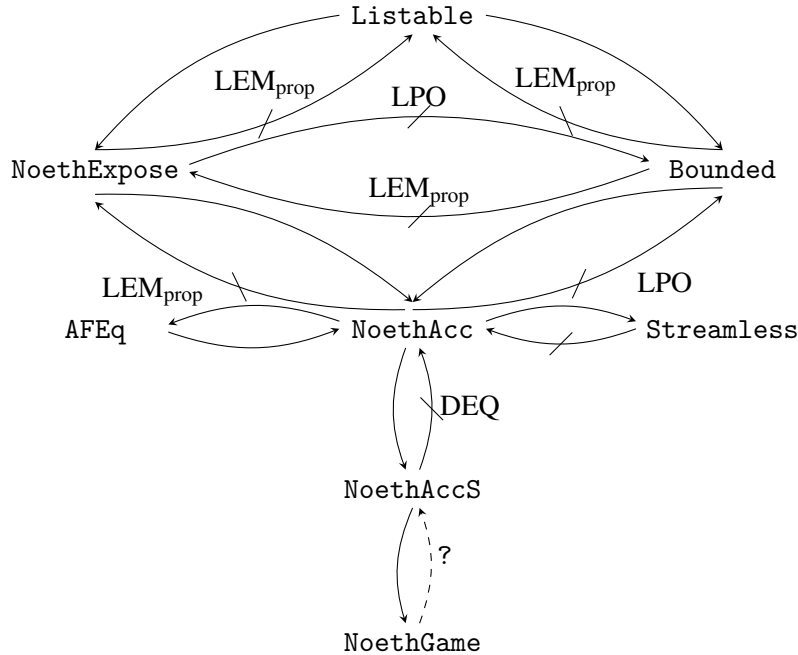 Listable
LEMprop
LPO
LEMprop
NoethExpose
LEMprop
Bounded
LEMprop
LPO
AFEq
NoethAcc
Streamless
DEQ
NoethAccS
?
NoethGame